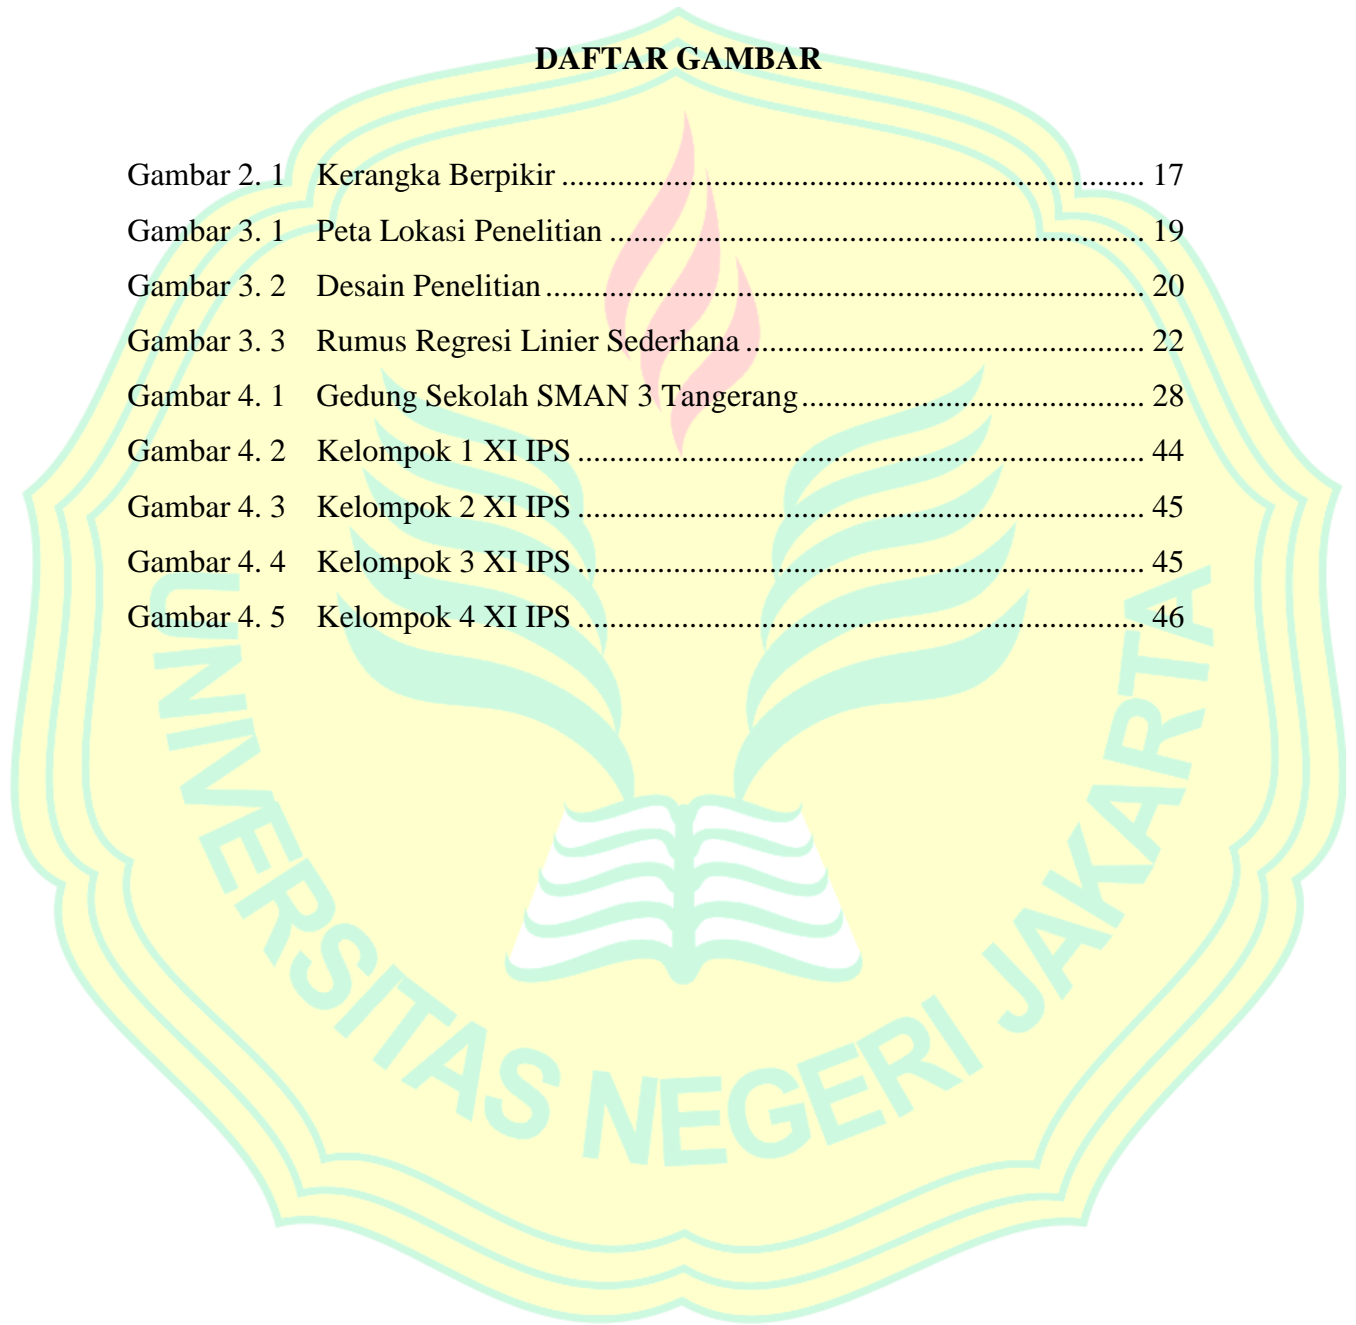 DAFTAR GAMBAR
Gambar 2. 1 Kerangka Berpikir .......................................................................... 17
Gambar 3. 1 Peta Lokasi Penelitian .................................................................... 19
Gambar 3. 2 Desain Penelitian ............................................................................ 20
Gambar 3. 3 Rumus Regresi Linier Sederhana ................................................... 22
Gambar 4. 1 Gedung Sekolah SMAN 3 Tangerang ............................................ 28
Gambar 4. 2 Kelompok 1 XI IPS ........................................................................ 44
Gambar 4. 3 Kelompok 2 XI IPS ........................................................................ 45
Gambar 4. 4 Kelompok 3 XI IPS ........................................................................ 45
Gambar 4. 5 Kelompok 4 XI IPS ........................................................................ 46
UNIVERSITAS NEGERI JAKARTA